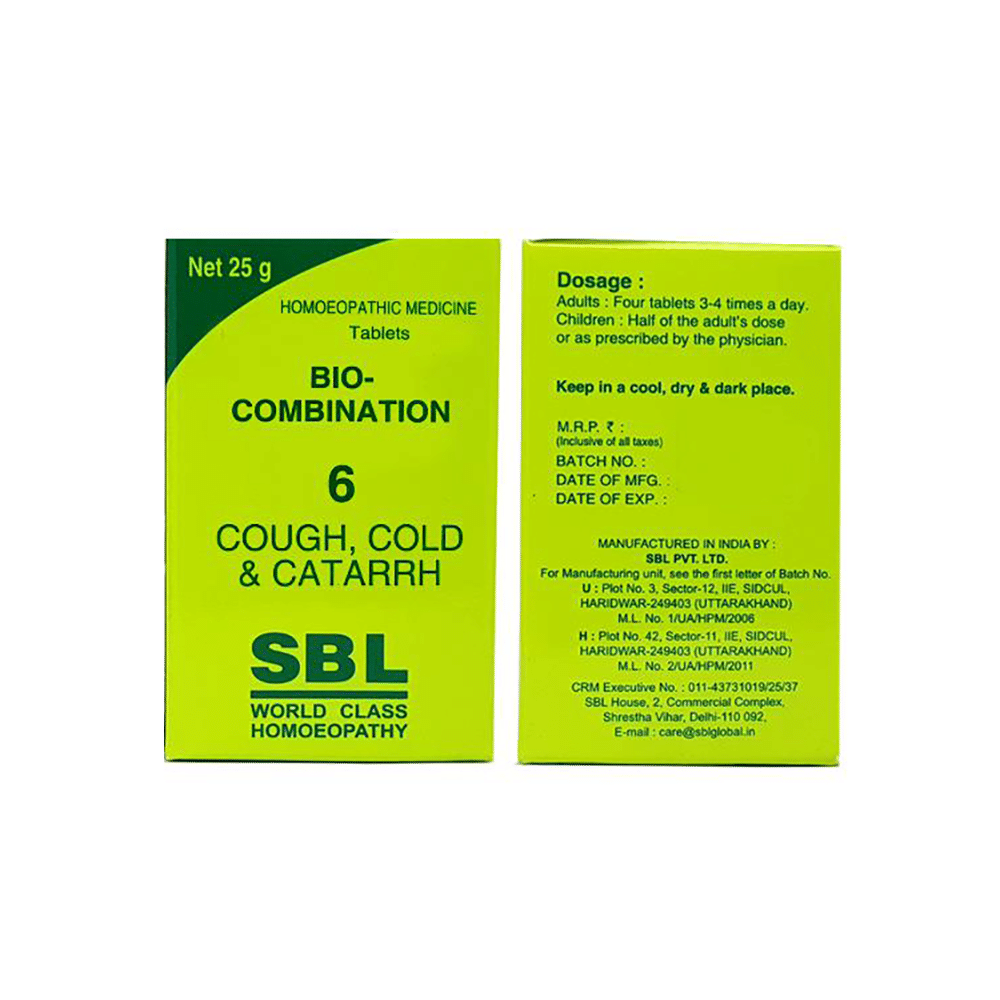 Net 25 g
HOMOEOPATHIC MEDICINE
Tablets
BIO-
COMBINATION
6
COUGH, COLD
& CATARRH
SBL
WORLD CLASS
HOMOEOPATHY
Dosage :
Adults : Four tablets 3-4 times a day.
Children : Half of the adult's dose
or as prescribed by the physician.
Keep in a cool, dry & dark place.
M.R.P. ₹ :
(Inclusive of all taxes)
BATCH NO. :
DATE OF MFG. :
DATE OF EXP. :
MANUFACTURED IN INDIA BY :
SBL PVT. LTD.
For Manufacturing unit, see the first letter of Batch No.
U : Plot No. 3, Sector-12, IIE, SIDCUL,
HARIDWAR-249403 (UTTARAKHAND)
M.L. No. 1/UA/HPM/2006
H : Plot No. 42, Sector-11, IIE, SIDCUL,
HARIDWAR-249403 (UTTARAKHAND)
M.L. No. 2/UA/HPM/2011
CRM Executive No. : 011-43731019/25/37
SBL House, 2, Commercial Complex,
Shrestha Vihar, Delhi-110 092,
E-mail : care@sblglobal.in